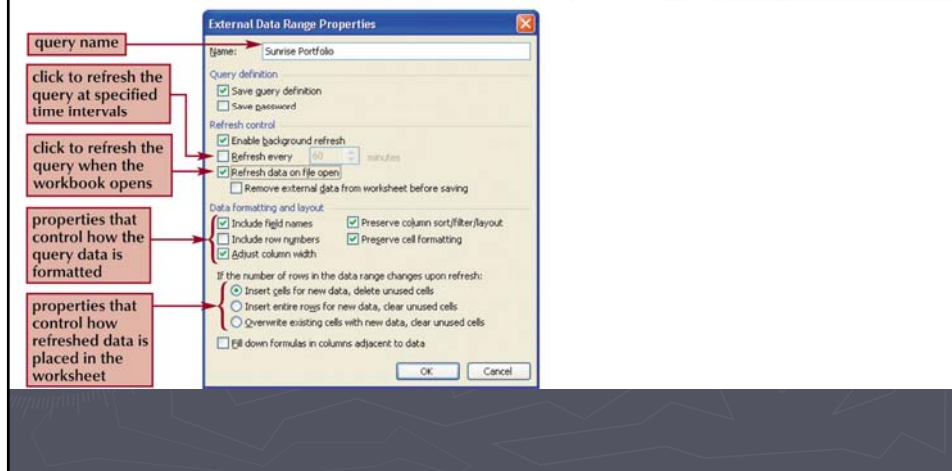 External Data Range Properties
query name
Name: Sunrise Portfolio
Query definition
click to refresh the
query at specified
time intervals
Save query definition
Save password
Refresh control
Enable background refresh
Refresh every 60 minutes
click to refresh the
query when the
workbook opens
Refresh data on file open
Remove external data from worksheet before saving
Data formatting and layout
properties that
control how the
query data is
formatted
Include field names Preserve column sort/filter/layout
Include row numbers Preserve cell formatting
Adjust column width
If the number of rows in the data range changes upon refresh:
properties that
control how
refreshed data is
placed in the
worksheet
Insert cells for new data, delete unused cells
Insert entire rows for new data, clear unused cells
Overwrite existing cells with new data, clear unused cells
Fill down formulas in columns adjacent to data
OK Cancel